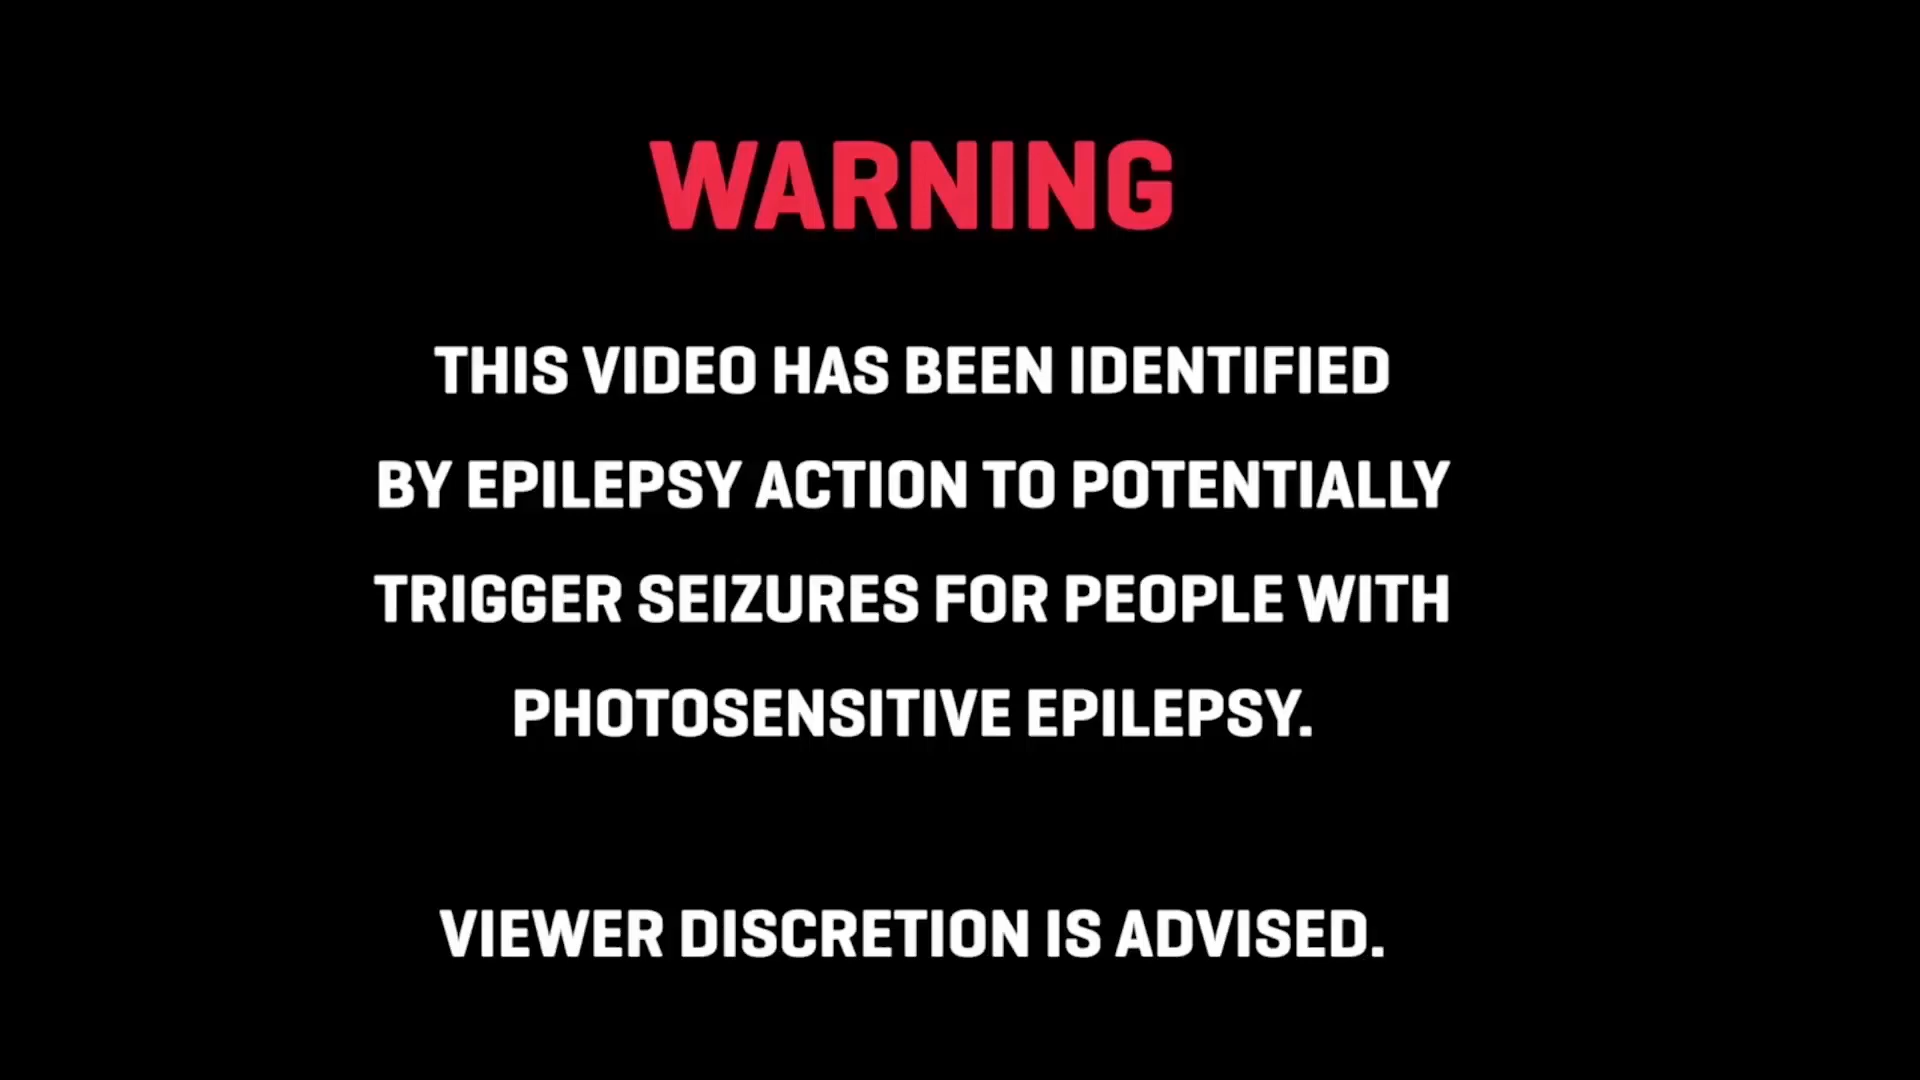 WARNING
THIS VIDEO HAS BEEN IDENTIFIED
BY EPILEPSY ACTION TO POTENTIALLY
TRIGGER SEIZURES FOR PEOPLE WITH
PHOTOSENSITIVE EPILEPSY.
VIEWER DISCRETION IS ADVISED.